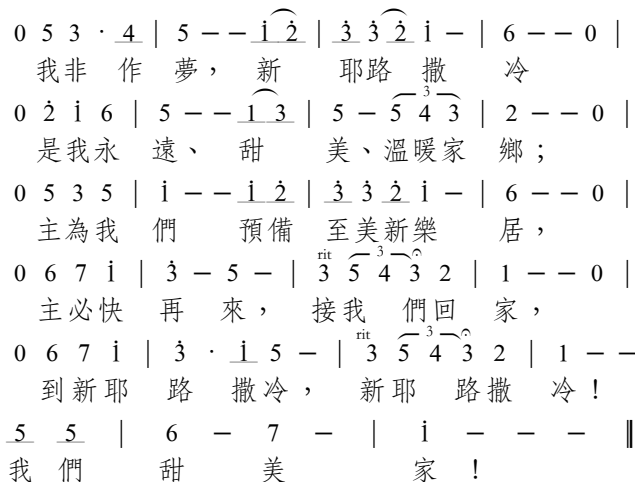 0 5 3 · 4 | 5 – – i̇ 2̇ | 3̇ 3̇ 2̇ i̇ – | 6 – – 0 |
我非 作 夢， 新 耶路 撒 冷
0 2̇ i̇ 6 | 5 – – 1 3 | 5 – 5 4 3 | 2 – – 0 |
3
是我永 遠、 甜 美、溫暖家 鄉；
0 5 3 5 | i̇ – – i̇ 2̇ | 3̇ 3̇ 2̇ i̇ – | 6 – – 0 |
主為我 們 預備 至美新樂 居，
rit 3
0 6 7 i̇ | 3̇ – 5 – | 3 5 4 3 2 | 1 – – 0 |
主必快 再 來， 接我 們回 家，
rit 3
0 6 7 i̇ | 3̇ · i̇ 5 – | 3 5 4 3 2 | 1 – –
到新耶 路 撒冷， 新耶 路撒 冷！
5 5 | 6 – 7 – | i̇ – – – ‖
我 們 甜 美 家 ！